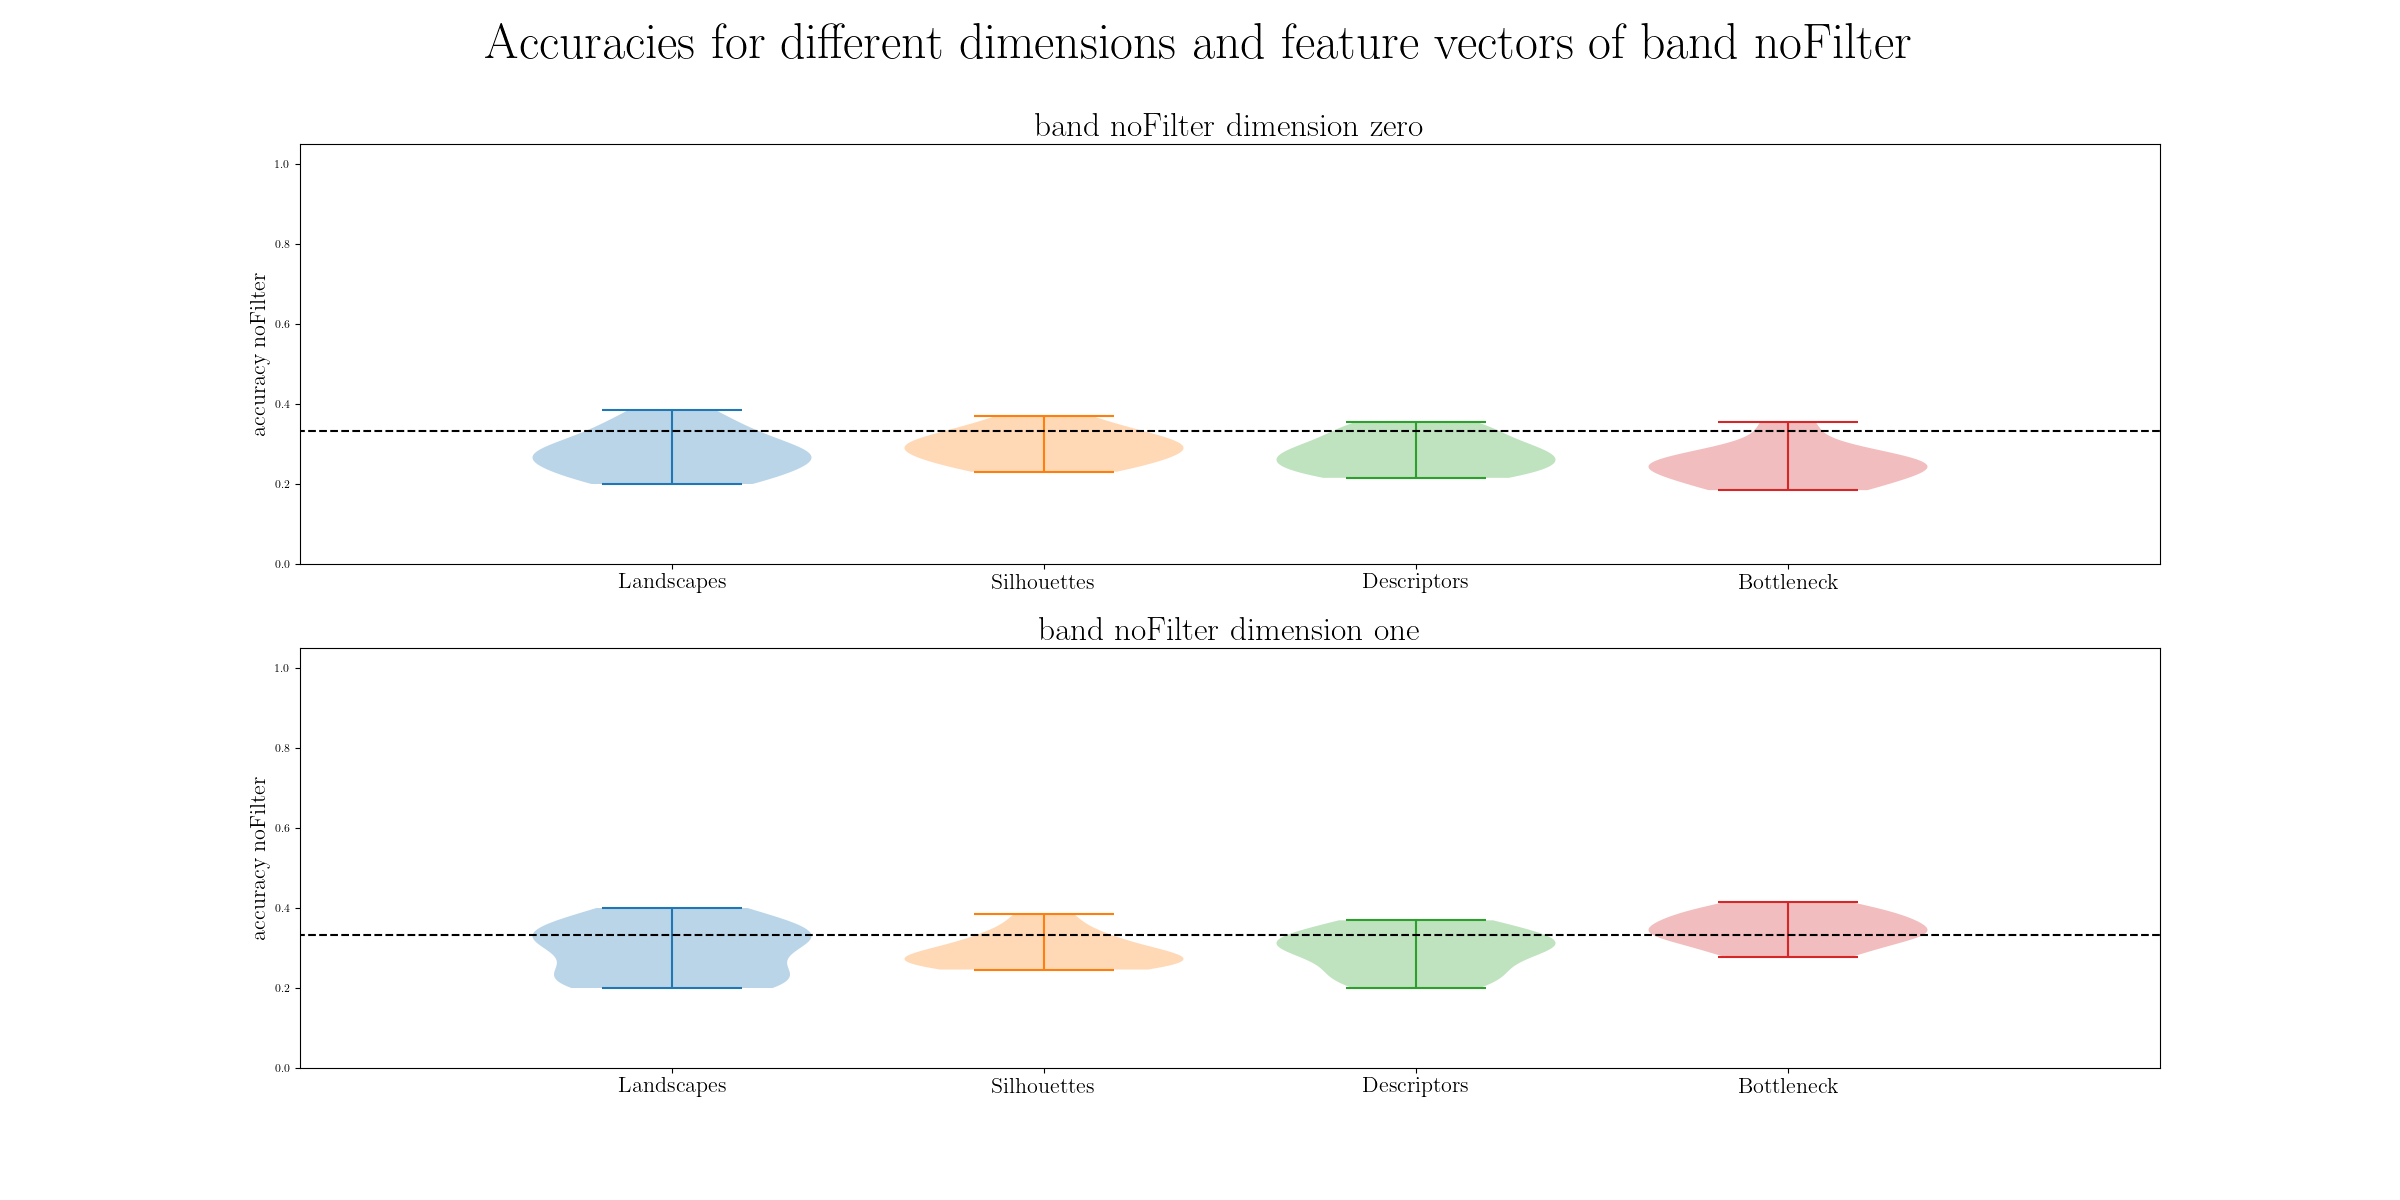 Accuracies for different dimensions and feature vectors of band noFilter
band noFilter dimension zero
1.0
0.8
0.6
0.4
0.2
0.0
accuracy noFilter
Landscapes Silhouettes Descriptors Bottleneck
band noFilter dimension one
1.0
0.8
0.6
0.4
0.2
0.0
accuracy noFilter
Landscapes Silhouettes Descriptors Bottleneck